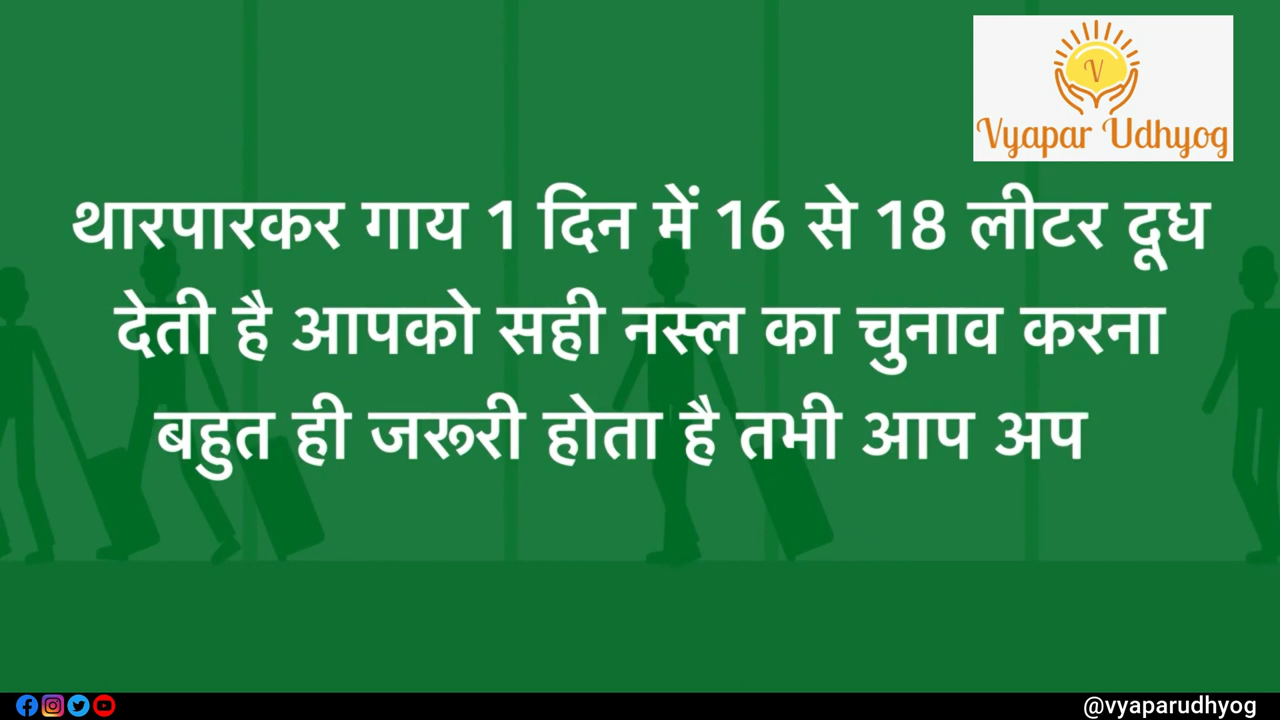 V
Vyapar Udhyog
थारपारकर गाय 1 दिन में 16 से 18 लीटर दूध
देती है आपको सही नस्ल का चुनाव करना
बहुत ही जरूरी होता है तभी आप अप
@vyaparudhyog